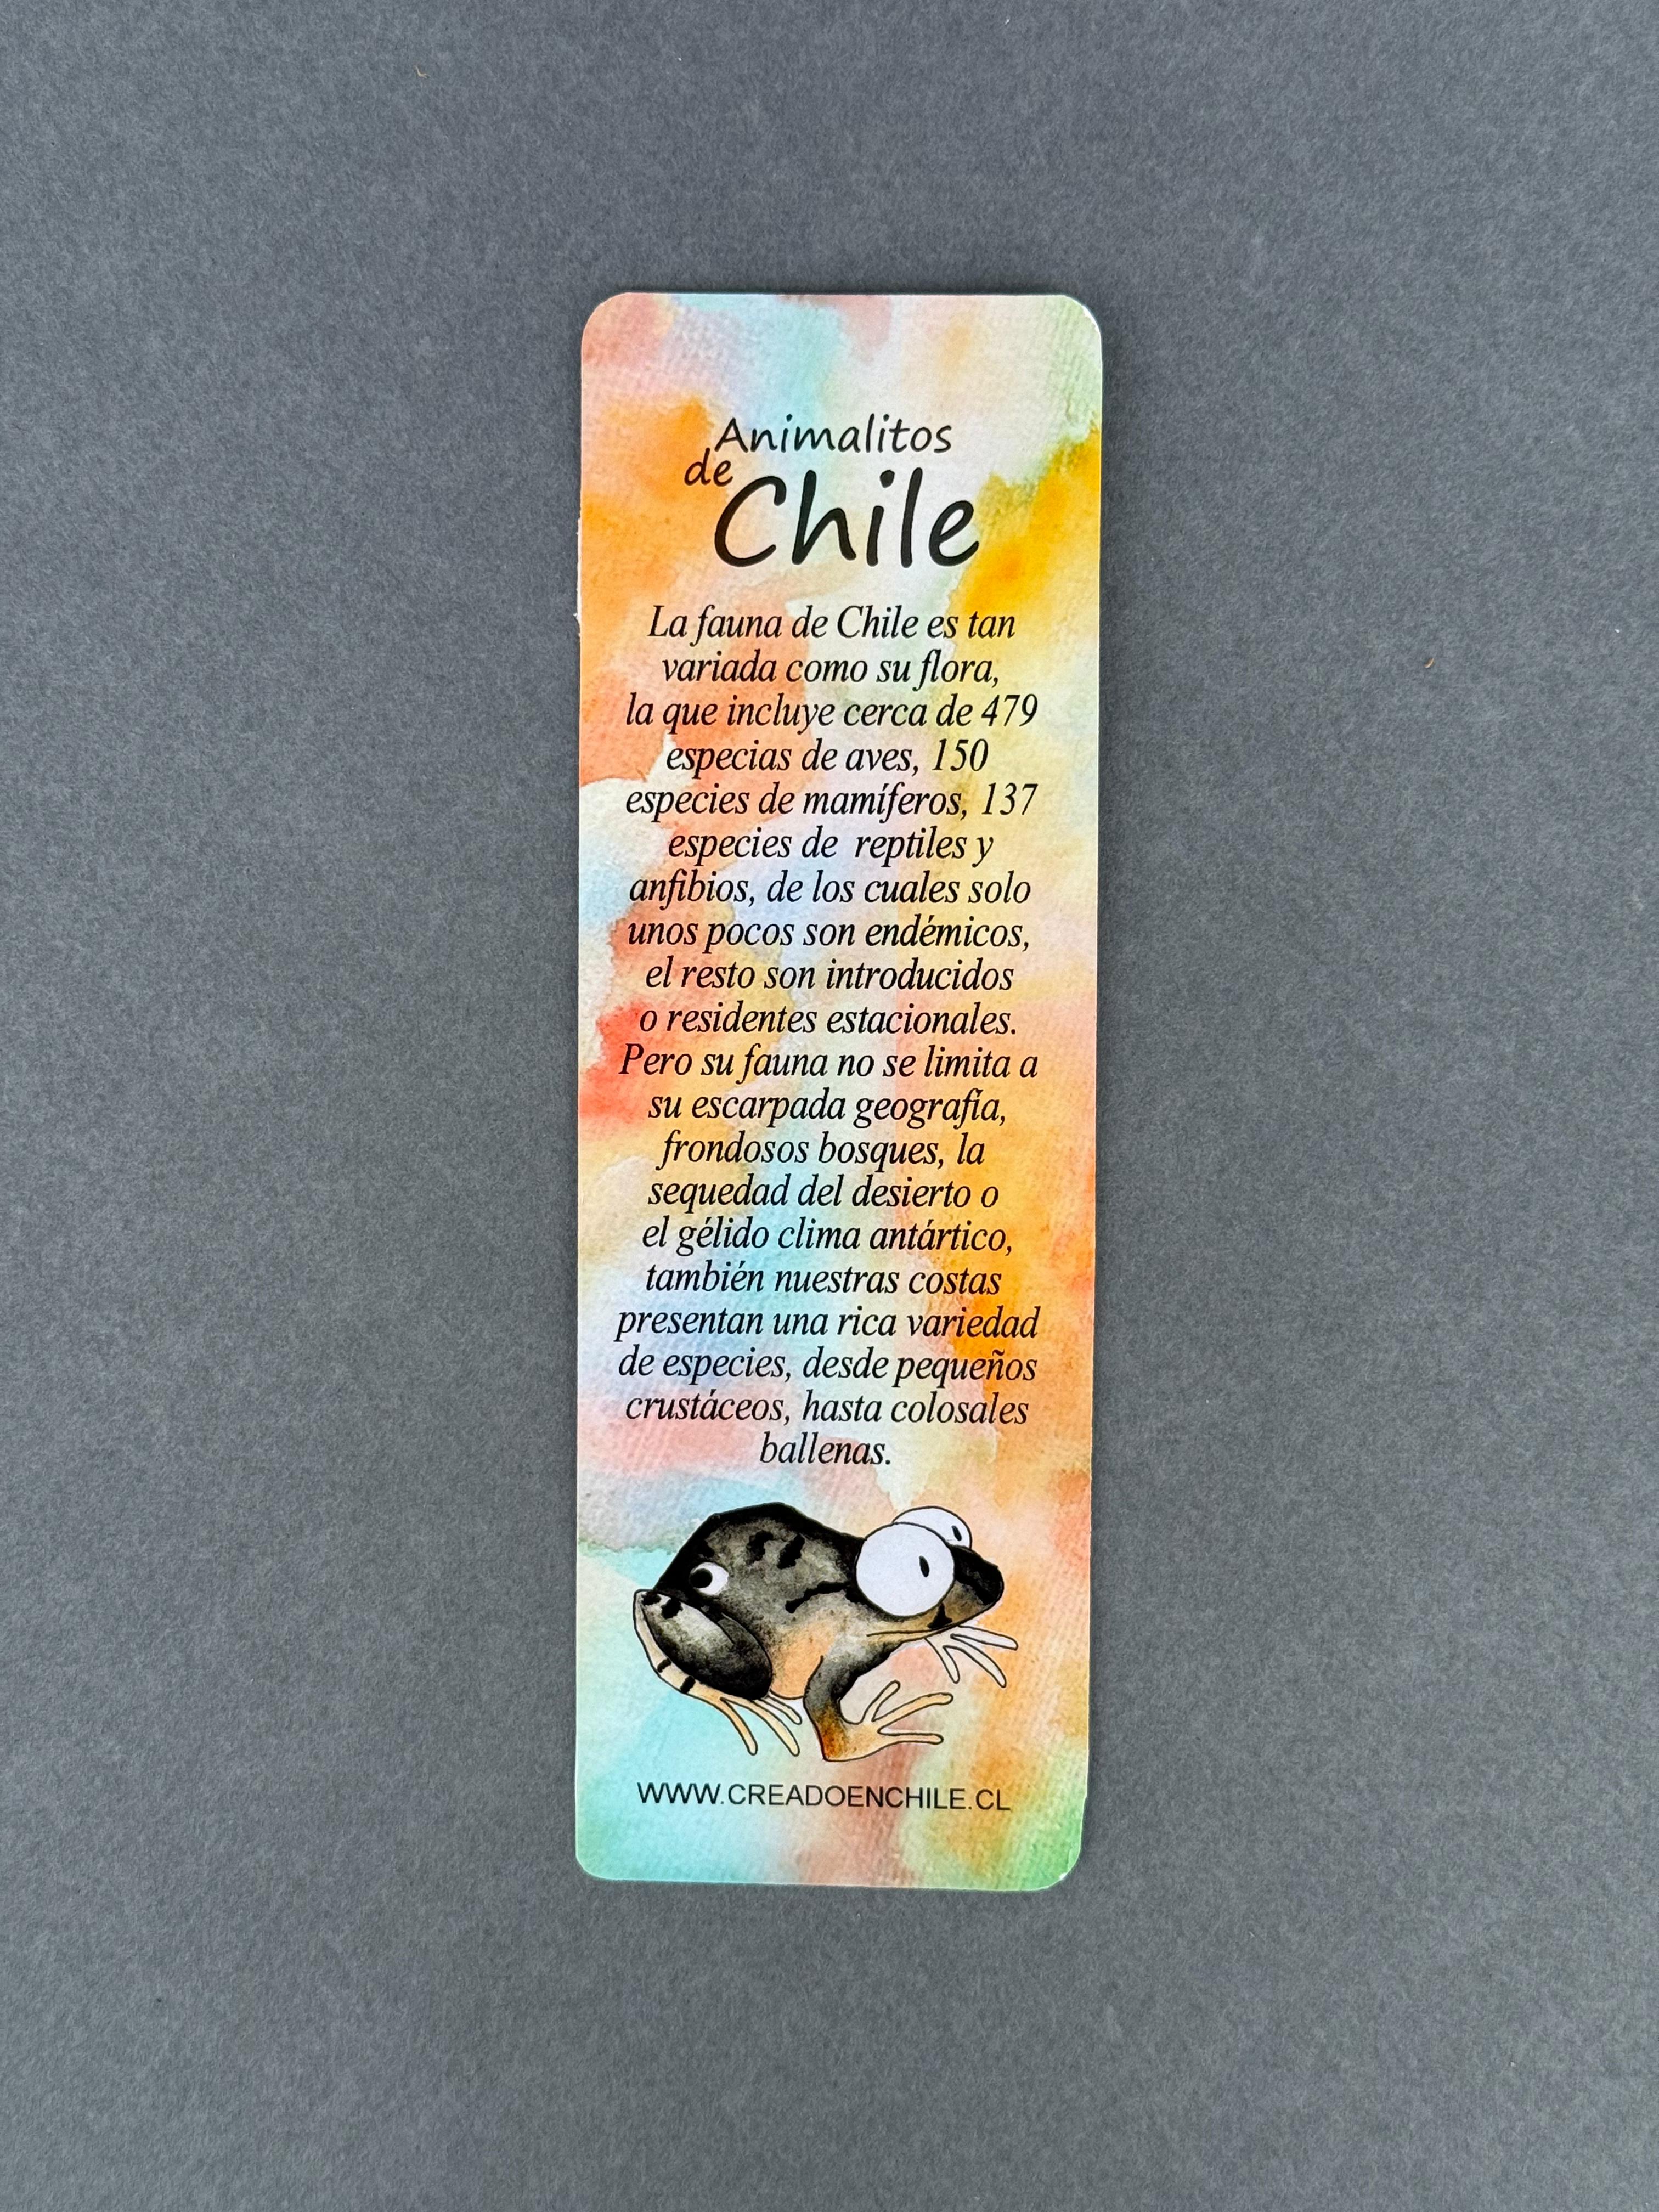 Animalitos
de
Chile
La fauna de Chile es tan
variada como su flora,
la que incluye cerca de 479
especias de aves, 150
especies de mamíferos, 137
especies de  reptiles y
anfibios, de los cuales solo
unos pocos son endémicos,
el resto son introducidos
o residentes estacionales.
Pero su fauna no se limita a
su escarpada geografía,
frondosos bosques, la
sequedad del desierto o
el gélido clima antártico,
también nuestras costas
presentan una rica variedad
de especies, desde pequeños
crustáceos, hasta colosales
ballenas.
WWW.CREADOENCHILE.CL